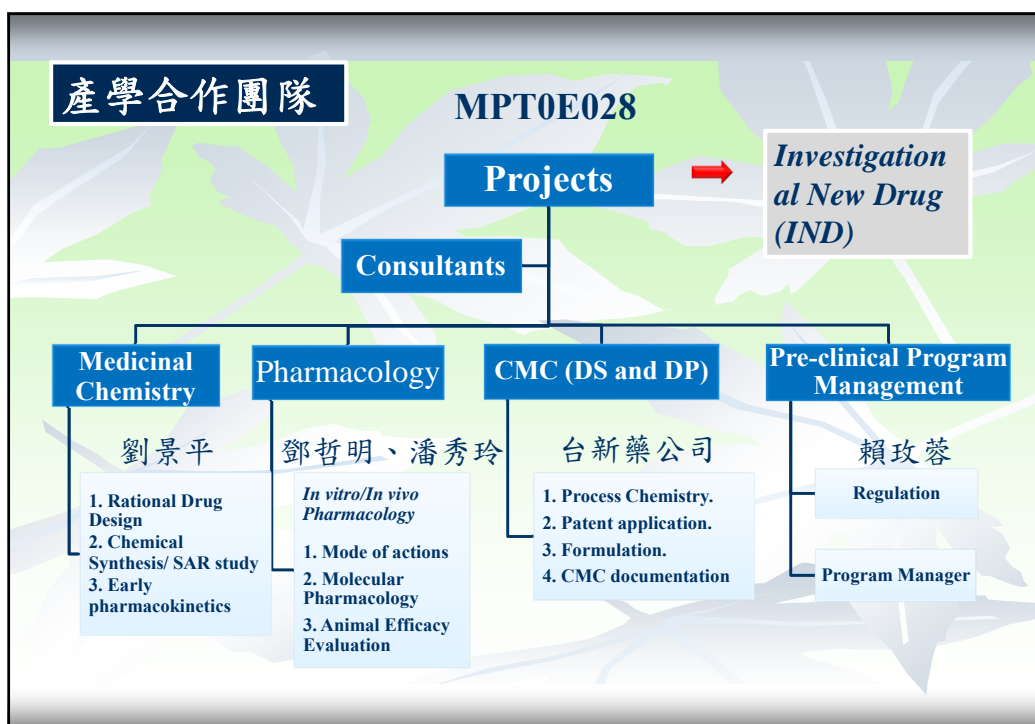 產學合作團隊
MPT0E028
Projects
Investigation
al New Drug
(IND)
Consultants
Medicinal
Chemistry
Pharmacology
CMC (DS and DP)
Pre-clinical Program
Management
劉景平
鄧哲明、潘秀玲
台新藥公司
賴玫蓉
1. Rational Drug
Design
2. Chemical
Synthesis/ SAR study
3. Early
pharmacokinetics
In vitro/In vivo
Pharmacology
1. Mode of actions
2. Molecular
Pharmacology
3. Animal Efficacy
Evaluation
1. Process Chemistry.
2. Patent application.
3. Formulation.
4. CMC documentation
Regulation
Program Manager